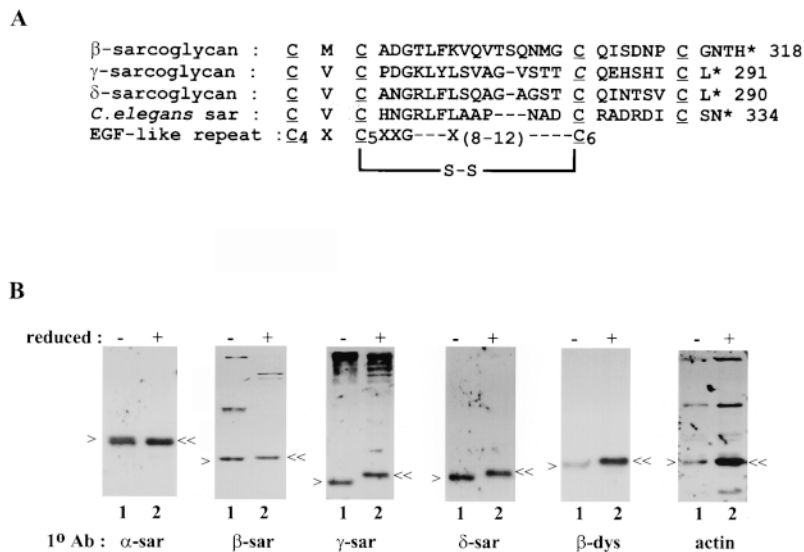 A
β-sarcoglycan : C M C ADGTLFKVQVTSQNMG C QISDNP C GNTH* 318
γ-sarcoglycan : C V C PDGKLYLSVAG-VSTT C QEHSHI C L* 291
δ-sarcoglycan : C V C ANGRLFLSQAG-AGST C QINTSV C L* 290
C.elegans sar : C V C HNGRLFLAAP---NAD C RADRDI C SN* 334
EGF-like repeat : C4 X C5XXG---X(8-12)----C6
S-S
B
reduced : - + - + - + - + - + - +
> << > << > << > << > << > <<
1 2 1 2 1 2 1 2 1 2 1 2
1º Ab : α-sar β-sar γ-sar δ-sar β-dys actin